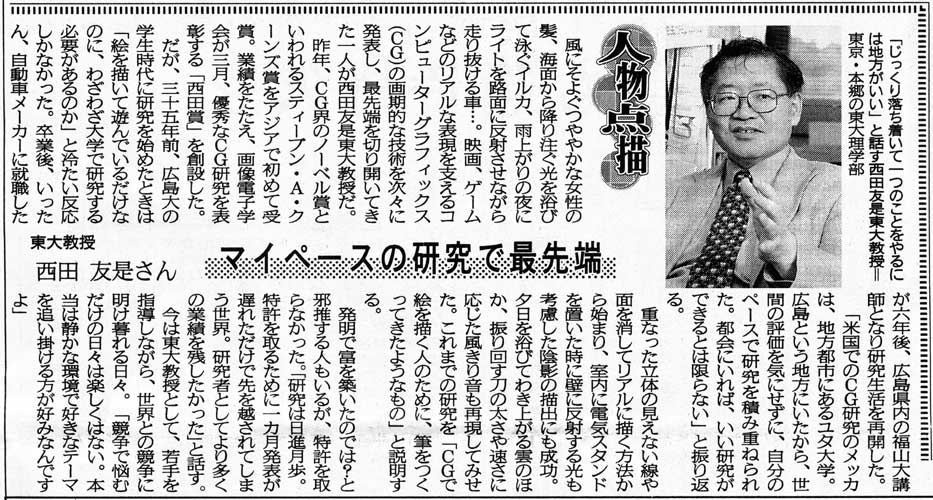 「じっくり落ち着いて一つのことをやるに
は地方がいい」と話す西田友是東大教授＝
東京・本郷の東大理学部
人物点描
風にそよぐつややかな女性の
髪、海面から降り注ぐ光を浴び
て泳ぐイルカ、雨上がりの夜に
ライトを路面に反射させながら
走り抜ける車…。映画、ゲーム
などのリアルな表現を支えるコ
ンピューターグラフィックス
（ＣＧ）の画期的な技術を次々に
発表し、最先端を切り開いてき
た一人が西田友是東大教授だ。
昨年、ＣＧ界のノーベル賞と
いわれるスティーブン・Ａ・ク
ーンズ賞をアジアで初めて受
賞。業績をたたえ、画像電子学
会が三月、優秀なＣＧ研究を表
彰する「西田賞」を創設した。
だが、三十五年前、広島大の
学生時代に研究を始めたときは
「絵を描いて遊んでいるだけな
のに、わざわざ大学で研究する
必要があるのか」と冷たい反応
しかなかった。卒業後、いった
ん、自動車メーカーに就職した
マイペースの研究で最先端
東大教授
西田 友是さん
が六年後、広島県内の福山大講
師となり研究生活を再開した。
「米国でのＣＧ研究のメッカ
は、地方都市にあるユタ大学。
広島という地方にいたから、世
間の評価を気にせずに、自分の
ペースで研究を積み重ねられ
た。都会にいれば、いい研究が
できるとは限らない」と振り返
る。
重なった立体の見えない線や
面を消してリアルに描く方法か
ら始まり、室内に電気スタンド
を置いた時に壁に反射する光も
考慮した陰影の描出にも成功。
夕日を浴びてわき上がる雲のほ
か、振り回す刀の太さや速さに
応じた風きり音も再現してみせ
た。これまでの研究を「ＣＧで
絵を描く人のために、筆をつく
ってきたようなもの」と説明す
る。
発明で富を築いたのでは？と
邪推する人もいるが、特許を取
らなかった。「研究は日進月歩。
特許を取るために一カ月発表が
遅れただけで先を越されてしま
う世界。研究者としてより多く
の業績を残したかった」と話す。
今は東大教授として、若手を
指導しながら、世界との競争に
明け暮れる日々。「競争で悩む
だけの日々は楽しくはない。本
当は静かな環境で好きなテーマ
を追い掛ける方が好みなんです
よ」